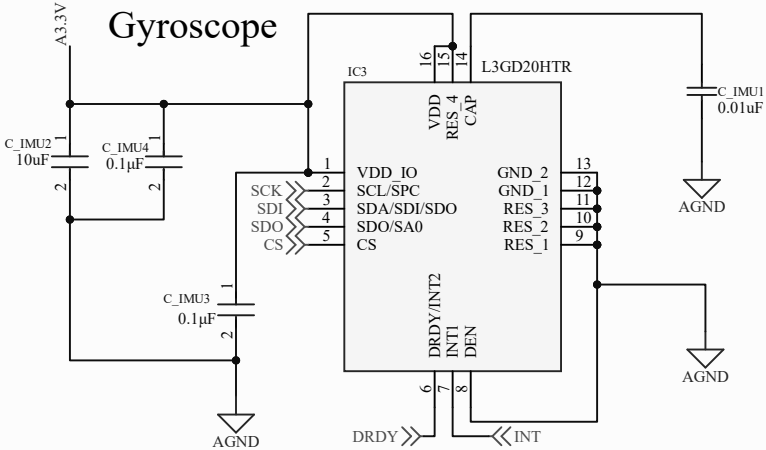 Gyroscope
A3.3V
IC3
L3GD20HTR
16
15
14
VDD
RES_4
CAP
C_IMU1
0.01uF
AGND
C_IMU2
10uF
1
2
C_IMU4
0.1µF
1
2
1
VDD_IO
SCK
2
SCL/SPC
SDI
3
SDA/SDI/SDO
SDO
4
SDO/SA0
CS
5
CS
GND_2
13
GND_1
12
RES_3
11
RES_2
10
RES_1
9
C_IMU3
0.1µF
1
2
AGND
DRDY/INT2
INT1
DEN
6
7
8
DRDY
INT
AGND